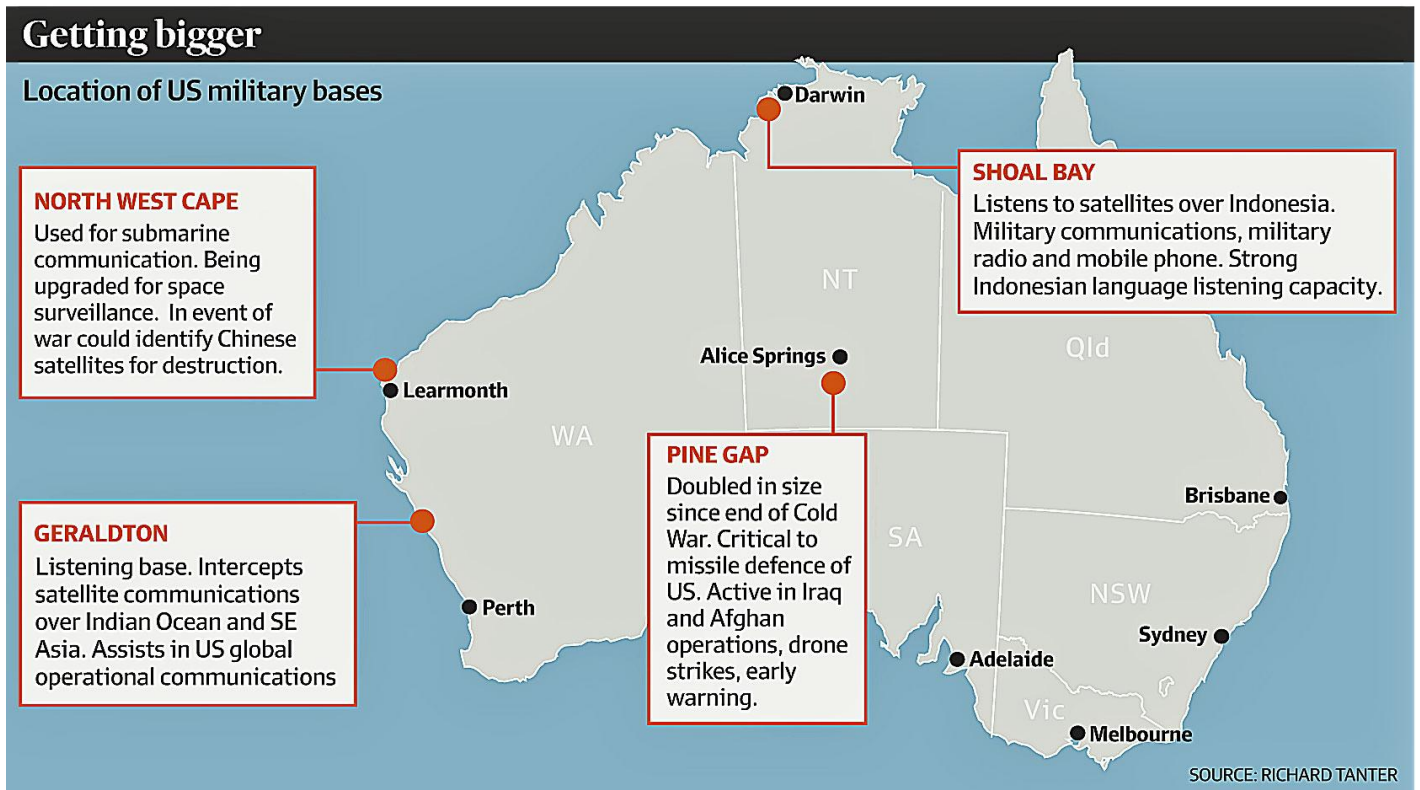 Getting bigger
Location of US military bases
Darwin
NORTH WEST CAPE
Used for submarine
communication. Being
upgraded for space
surveillance. In event of
war could identify Chinese
satellites for destruction.
SHOAL BAY
Listens to satellites over Indonesia.
Military communications, military
radio and mobile phone. Strong
Indonesian language listening capacity.
NT
Qld
Alice Springs
Learmonth
WA
PINE GAP
Doubled in size
since end of Cold
War. Critical to
missile defence of
US. Active in Iraq
and Afghan
operations, drone
strikes, early
warning.
Brisbane
GERALDTON
Listening base. Intercepts
satellite communications
over Indian Ocean and SE
Asia. Assists in US global
operational communications
SA
NSW
Perth
Sydney
Adelaide
Vic
Melbourne
SOURCE: RICHARD TANTER